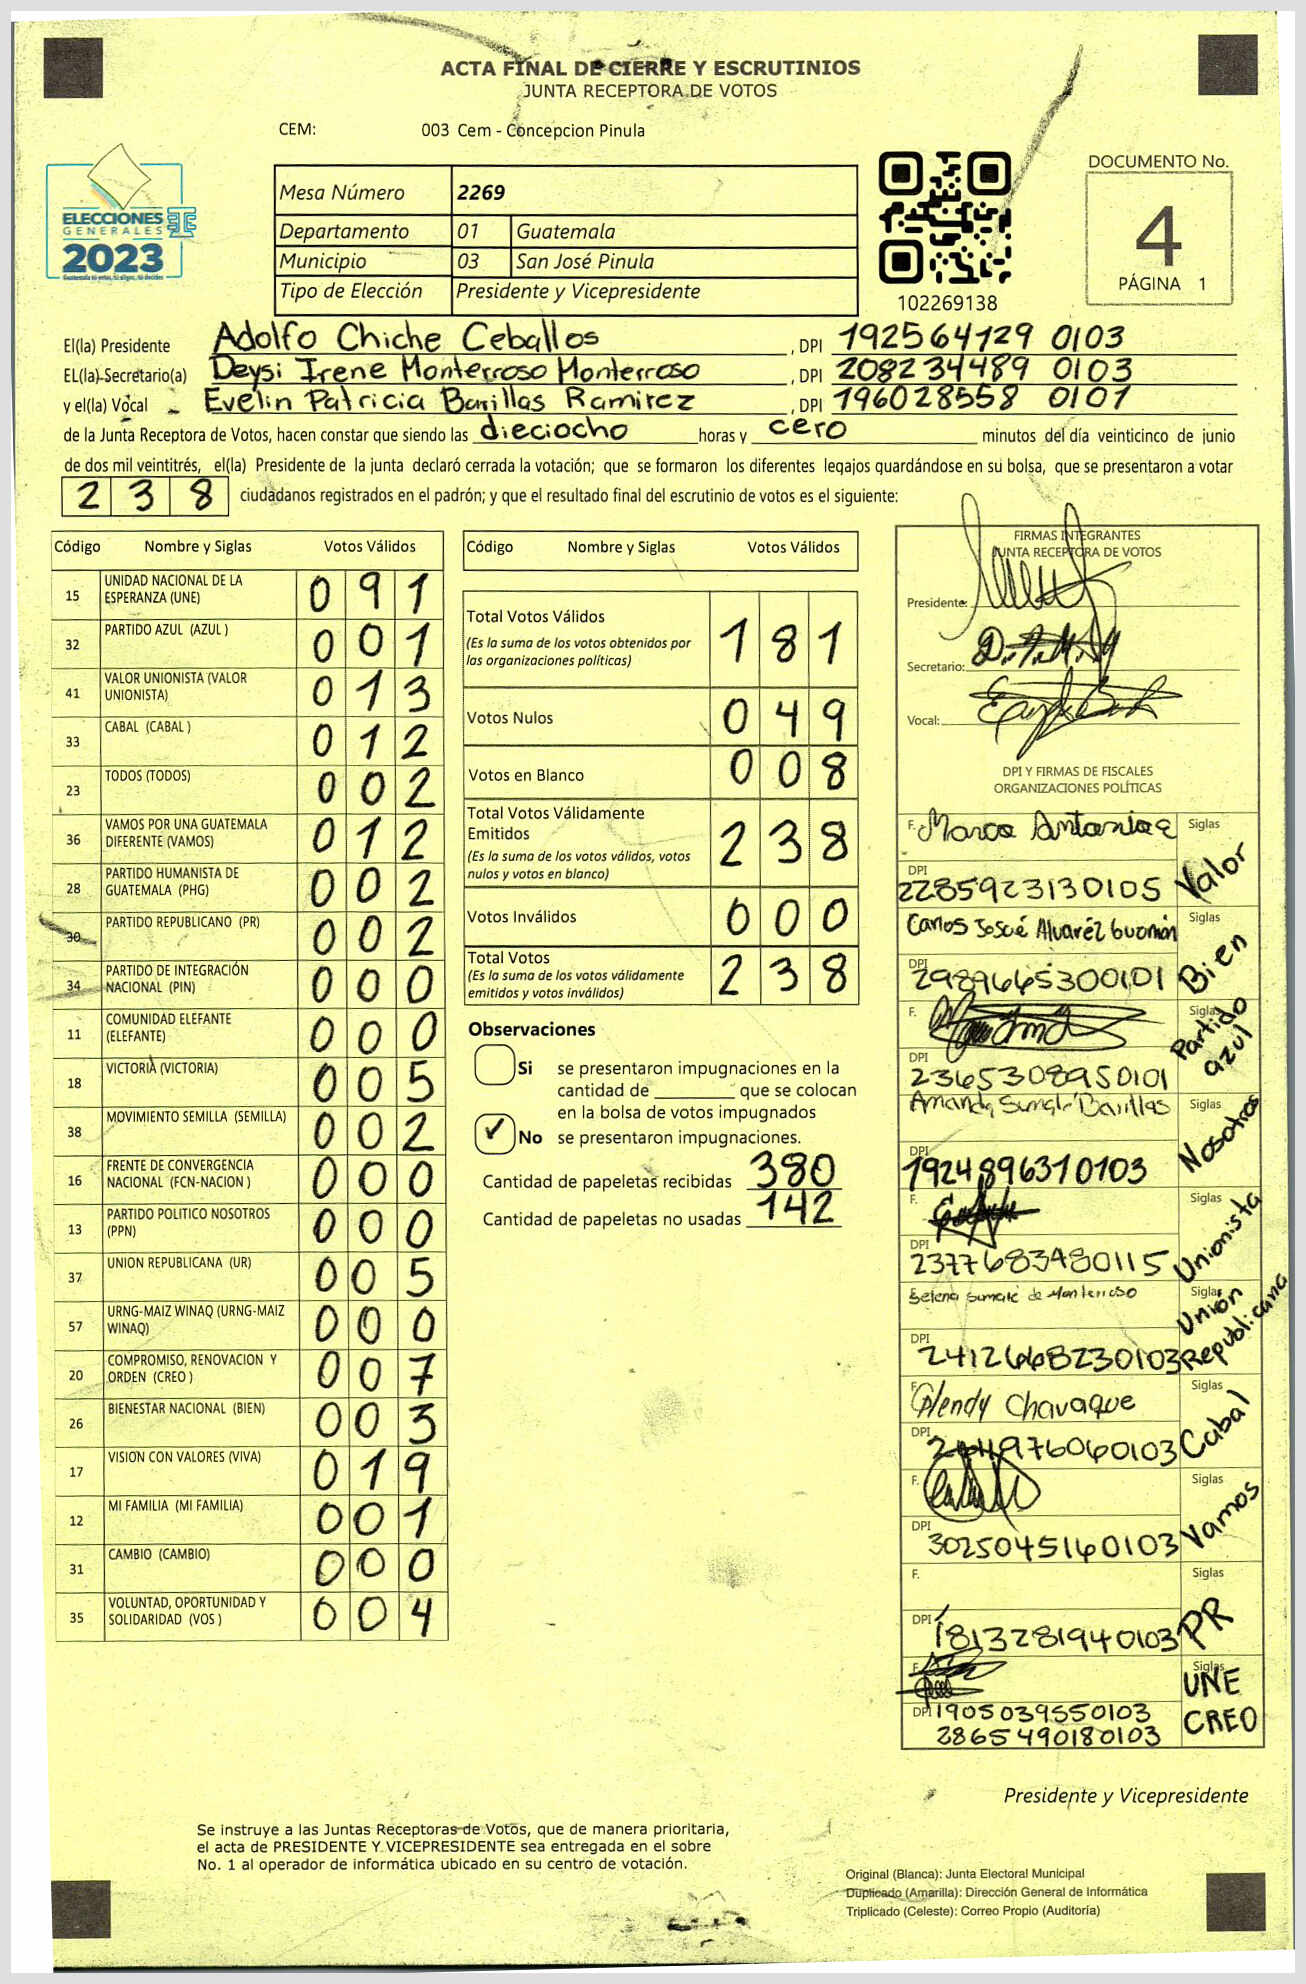 ACTA FINAL DE CIERRE Y ESCRUTINIOS
JUNTA RECEPTORA DE VOTOS
CEM: 003 Cem - Concepcion Pinula
ELECCIONES
GENERALES
2023
Mesa Número 2269
Departamento 01 Guatemala
Municipio 03 San José Pinula
Tipo de Elección Presidente y Vicepresidente
102269138
DOCUMENTO No.
4
PÁGINA 1
El(la) Presidente Adolfo Chiche Ceballos , DPI 192564129 0103
EL(la) Secretario(a) Deysi Irene Monterroso Monterroso , DPI 208234489 0103
y el(la) Vocal Evelin Patricia Barillas Ramirez , DPI 196028558 0101
de la Junta Receptora de Votos, hacen constar que siendo las dieciocho horas y cero minutos del día veinticinco de junio
de dos mil veintitrés, el(la) Presidente de la junta declaró cerrada la votación; que se formaron los diferentes legajos guardándose en su bolsa, que se presentaron a votar
2 3 8 ciudadanos registrados en el padrón; y que el resultado final del escrutinio de votos es el siguiente:
Código Nombre y Siglas Votos Válidos
15 UNIDAD NACIONAL DE LA ESPERANZA (UNE) 0 9 1
32 PARTIDO AZUL (AZUL ) 0 0 1
41 VALOR UNIONISTA (VALOR UNIONISTA) 0 1 3
33 CABAL (CABAL ) 0 1 2
23 TODOS (TODOS) 0 0 2
36 VAMOS POR UNA GUATEMALA DIFERENTE (VAMOS) 0 1 2
28 PARTIDO HUMANISTA DE GUATEMALA (PHG) 0 0 2
30 PARTIDO REPUBLICANO (PR) 0 0 2
34 PARTIDO DE INTEGRACIÓN NACIONAL (PIN) 0 0 0
11 COMUNIDAD ELEFANTE (ELEFANTE) 0 0 0
18 VICTORIA (VICTORIA) 0 0 5
38 MOVIMIENTO SEMILLA (SEMILLA) 0 0 2
16 FRENTE DE CONVERGENCIA NACIONAL (FCN-NACION ) 0 0 0
13 PARTIDO POLITICO NOSOTROS (PPN) 0 0 0
37 UNION REPUBLICANA (UR) 0 0 5
57 URNG-MAIZ WINAQ (URNG-MAIZ WINAQ) 0 0 0
20 COMPROMISO, RENOVACION Y ORDEN (CREO ) 0 0 7
26 BIENESTAR NACIONAL (BIEN) 0 0 3
17 VISION CON VALORES (VIVA) 0 1 9
12 MI FAMILIA (MI FAMILIA) 0 0 1
31 CAMBIO (CAMBIO) 0 0 0
35 VOLUNTAD, OPORTUNIDAD Y SOLIDARIDAD (VOS ) 0 0 4
Código Nombre y Siglas Votos Válidos
Total Votos Válidos 1 8 1
(Es la suma de los votos obtenidos por
las organizaciones políticas)
Votos Nulos 0 4 9
Votos en Blanco 0 0 8
Total Votos Válidamente
Emitidos 2 3 8
(Es la suma de los votos válidos, votos
nulos y votos en blanco)
Votos Inválidos 0 0 0
Total Votos 2 3 8
(Es la suma de los votos válidamente
emitidos y votos inválidos)
Observaciones
Si se presentaron impugnaciones en la
cantidad de ________ que se colocan
en la bolsa de votos impugnados
✓ No se presentaron impugnaciones.
Cantidad de papeletas recibidas 380
Cantidad de papeletas no usadas 142
FIRMAS INTEGRANTES
JUNTA RECEPTORA DE VOTOS
Presidente:
Secretario:
Vocal:
DPI Y FIRMAS DE FISCALES
ORGANIZACIONES POLÍTICAS
F. Marco Siglas
DPI 2285923130105 Valor
Carlos Josué Alvaréz Guzmán Siglas
DPI 2989665300101 Bien
F. Siglas Partido azul
DPI 2365308950101
Amanda Barillas Siglas
DPI 1924896310103 Nosotros
F. Siglas
DPI 2377683480115 Unionista
Selena de Monterroso Siglas
DPI 2412668230103 Unión Republicana
F. Glendy Chavaque Siglas
DPI 2449976060103 Cabal
F. Siglas
DPI 3025045160103 Vamos
F. Siglas
DPI 1813281940103 PR
F. Siglas
UNE
DPI 1905039550103
CREO
2865490180103
Presidente y Vicepresidente
Se instruye a las Juntas Receptoras de Votos, que de manera prioritaria,
el acta de PRESIDENTE Y VICEPRESIDENTE sea entregada en el sobre
No. 1 al operador de informática ubicado en su centro de votación.
Original (Blanca): Junta Electoral Municipal
Duplicado (Amarilla): Dirección General de Informática
Triplicado (Celeste): Correo Propio (Auditoría)